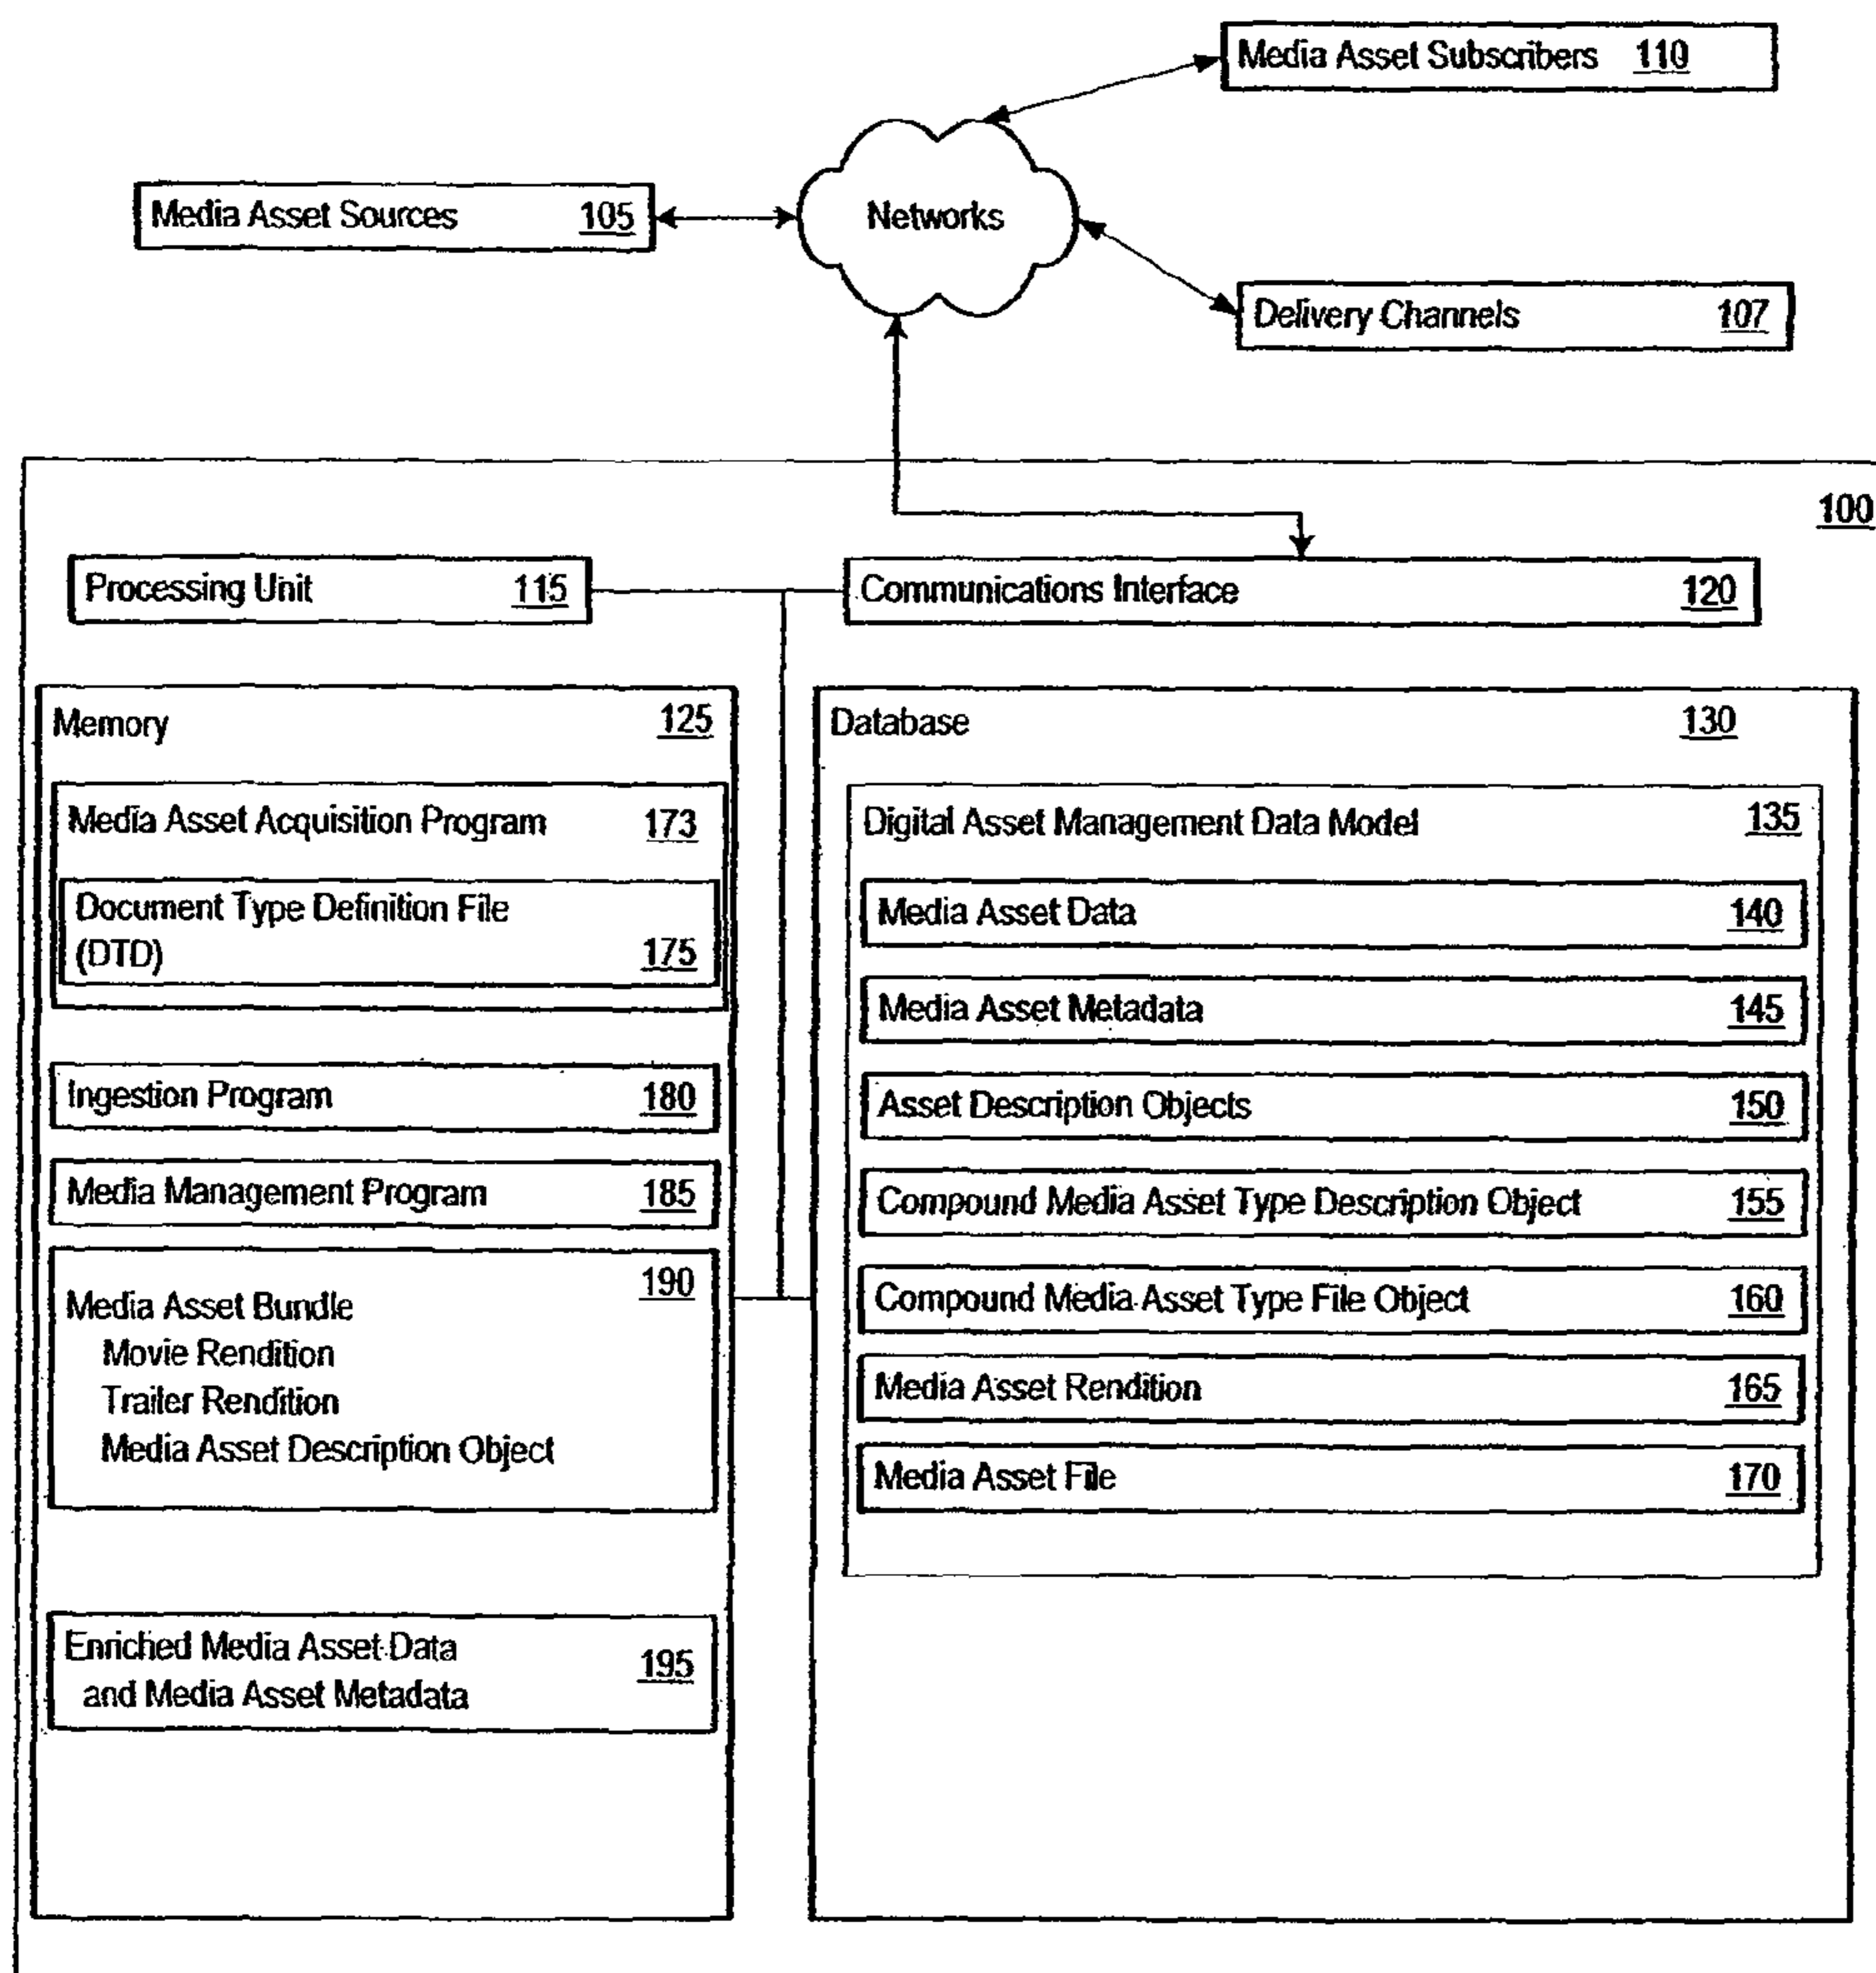 Media Asset Subscribers 110
Media Asset Sources 105
Networks
Delivery Channels 107
100
Processing Unit 115
Communications Interface 120
Memory 125
Media Asset Acquisition Program 173
Document Type Definition File
(DTD) 175
Ingestion Program 180
Media Management Program 185
190
Media Asset Bundle
Movie Rendition
Trailer Rendition
Media Asset Description Object
Enriched Media Asset Data
and Media Asset Metadata 195
Database 130
Digital Asset Management Data Model 135
Media Asset Data 140
Media Asset Metadata 145
Asset Description Objects 150
Compound Media Asset Type Description Object 155
Compound Media Asset Type File Object 160
Media Asset Rendition 165
Media Asset File 170